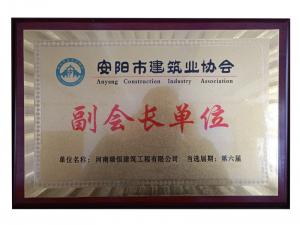 安阳市建筑业协会
Anyang Construction Industry Association
副会长单位
单位名称：河南 恒建筑工程有限公司 当选届期：第六届